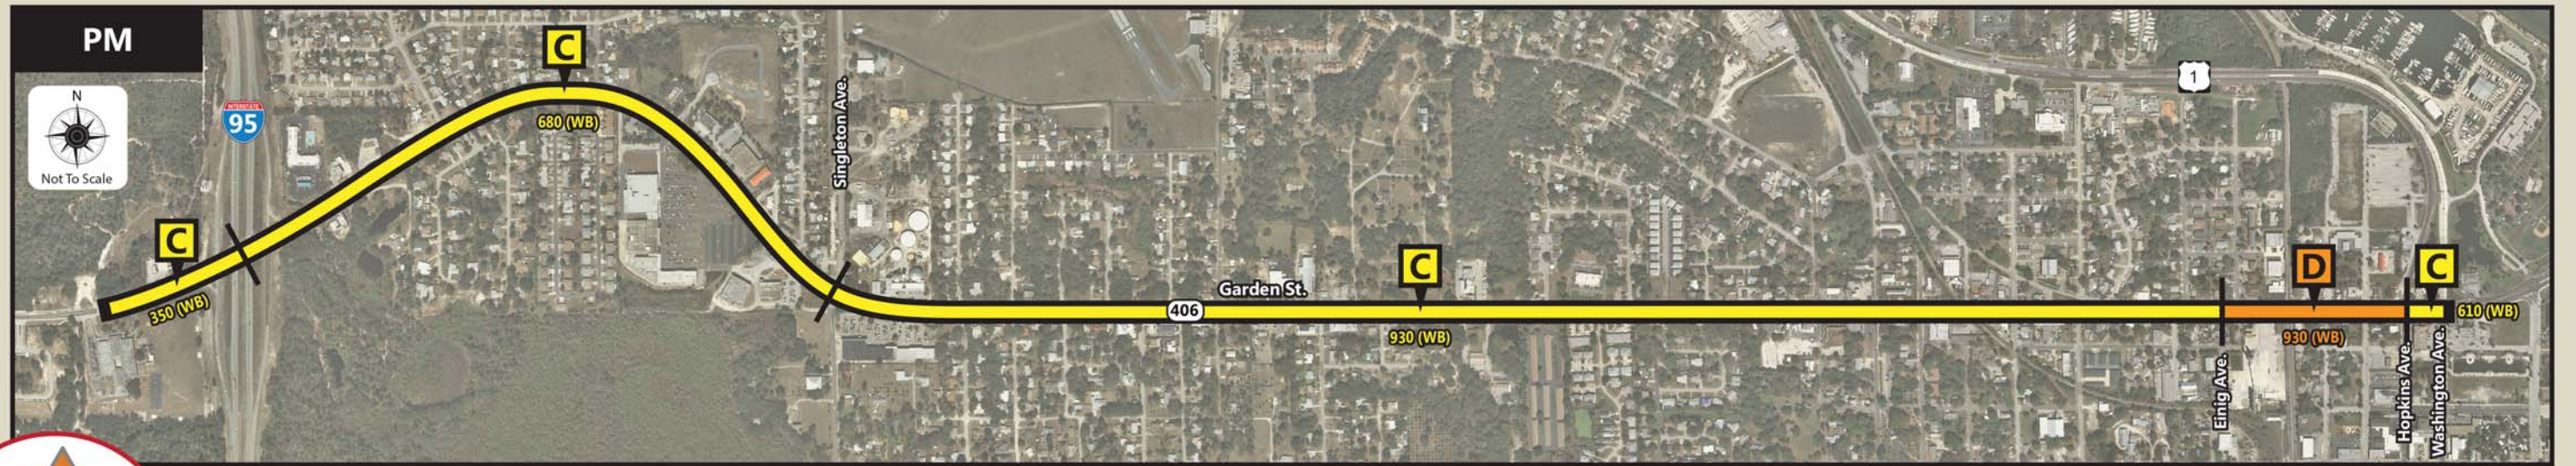 PM
N
Not To Scale
INTERSTATE
95
C
350 (WB)
C
680 (WB)
Singleton Ave.
Garden St.
406
C
930 (WB)
1
Einig Ave.
D
930 (WB)
Hopkins Ave.
C
610 (WB)
Washington Ave.